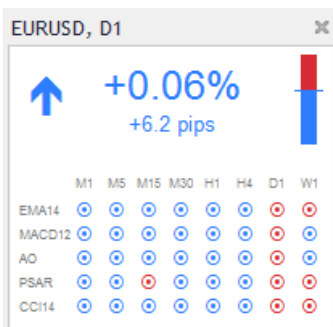 EURUSD, D1
+0.06%
+6.2 pips
M1 M5 M15 M30 H1 H4 D1 W1
EMA14
MACD12
AO
PSAR
CCI14